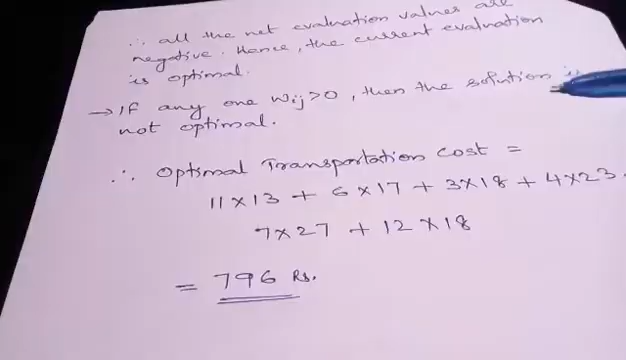 ∴ all the net evaluation values are
negative. Hence, the current evaluation
is optimal.
→ If any one Wij>0, then the solution is
not optimal.
∴ Optimal Transportation cost =
11×13 + 6×17 + 3×18 + 4×23
7×27 + 12×18
= 796 Rs.